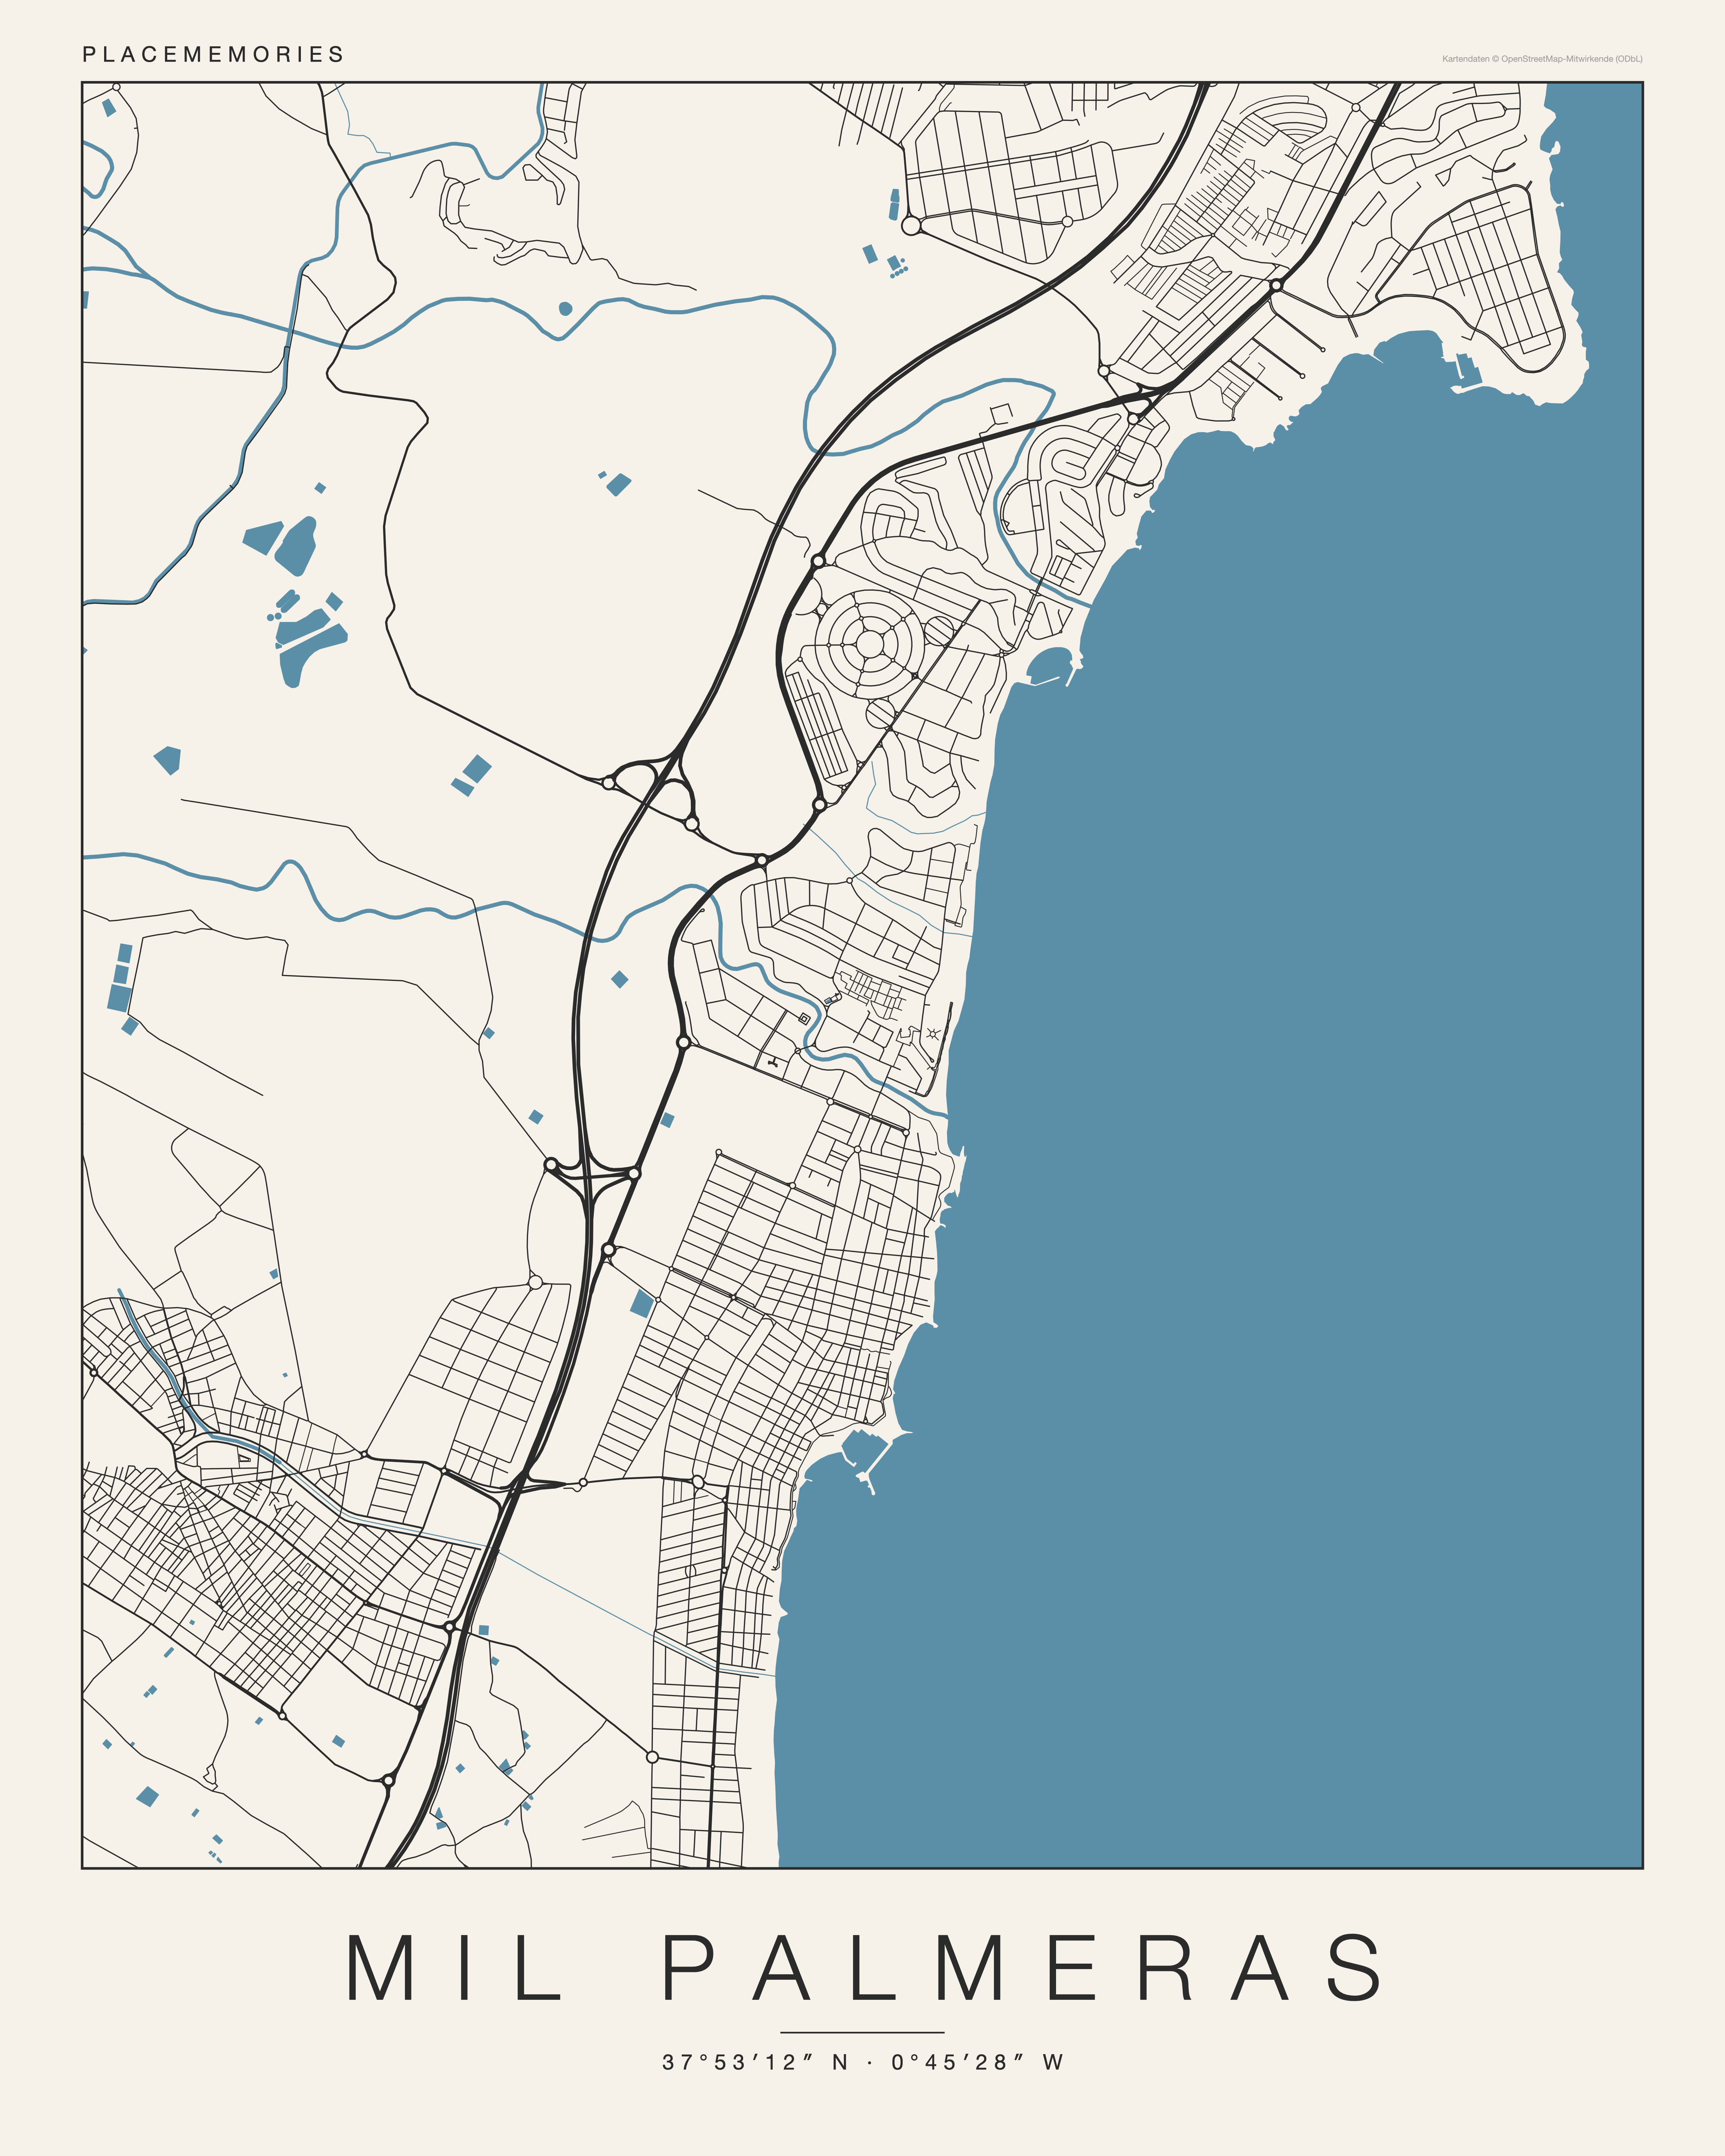 PLACEMEMORIES
Kartendaten © OpenStreetMap-Mitwirkende (ODbL)
MIL PALMERAS
37°53′12″ N · 0°45′28″ W